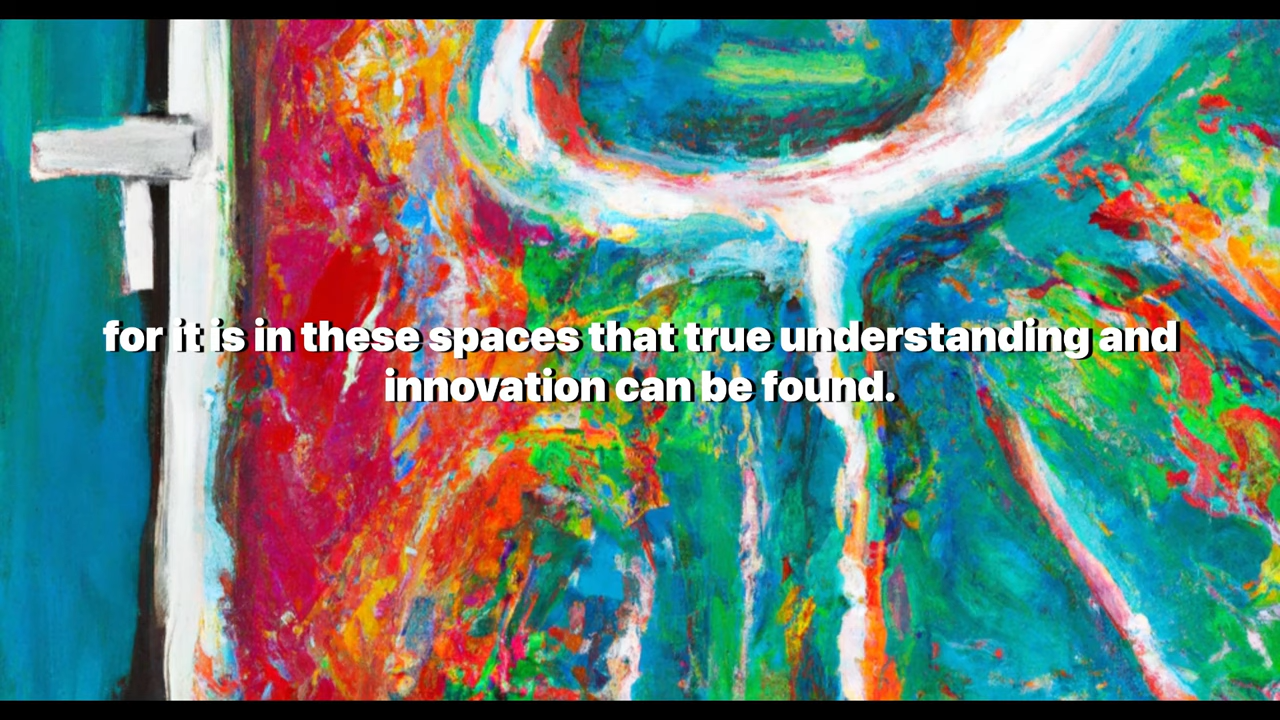 for it is in these spaces that true understanding and
innovation can be found.